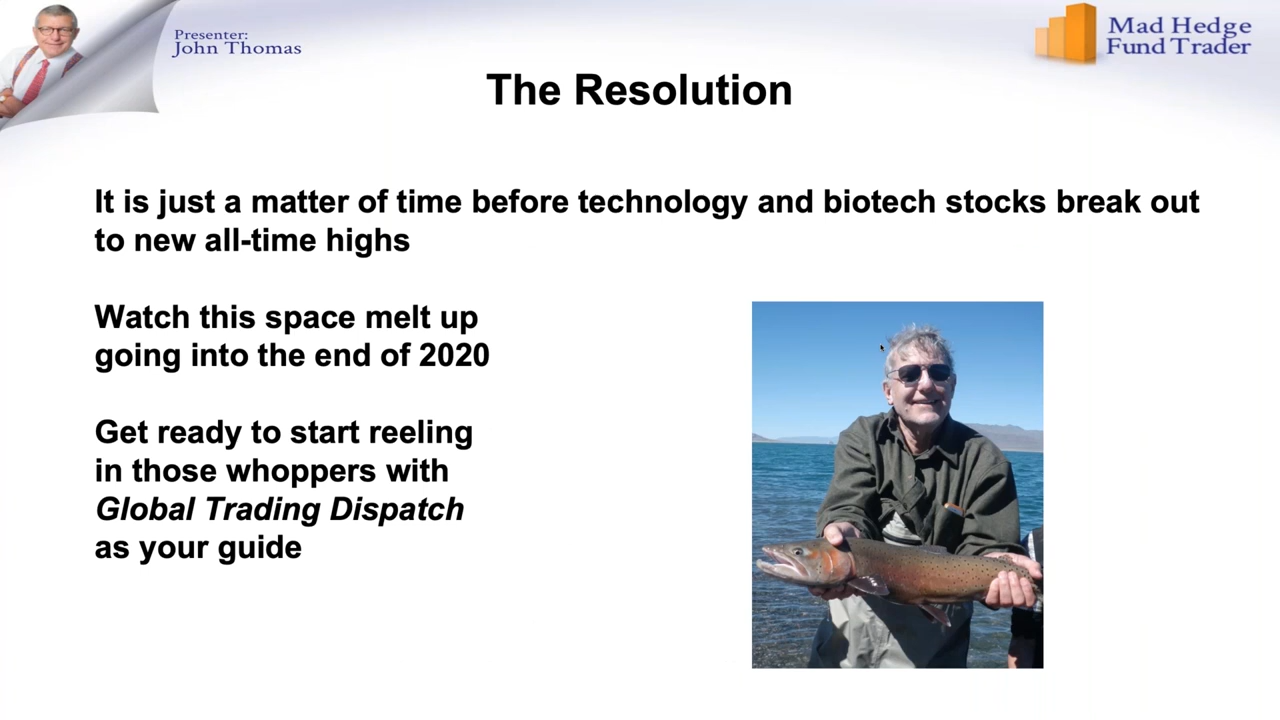 Presenter:
John Thomas
Mad Hedge
Fund Trader
The Resolution
It is just a matter of time before technology and biotech stocks break out
to new all-time highs
Watch this space melt up
going into the end of 2020
Get ready to start reeling
in those whoppers with
Global Trading Dispatch
as your guide